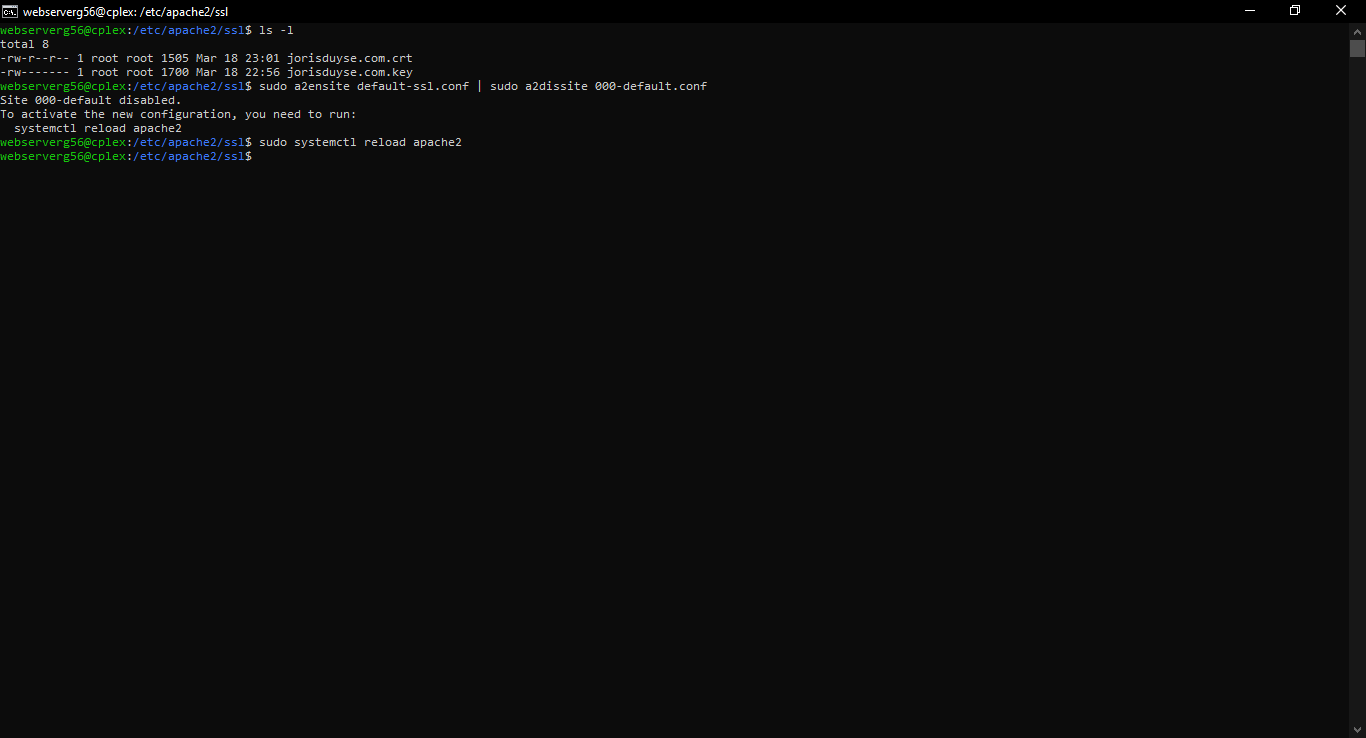 webserverg56@cplex: /etc/apache2/ssl
webserverg56@cplex:/etc/apache2/ssl$ ls -l
total 8
-rw-r--r-- 1 root root 1505 Mar 18 23:01 jorisduyse.com.crt
-rw------- 1 root root 1700 Mar 18 22:56 jorisduyse.com.key
webserverg56@cplex:/etc/apache2/ssl$ sudo a2ensite default-ssl.conf | sudo a2dissite 000-default.conf
Site 000-default disabled.
To activate the new configuration, you need to run:
  systemctl reload apache2
webserverg56@cplex:/etc/apache2/ssl$ sudo systemctl reload apache2
webserverg56@cplex:/etc/apache2/ssl$